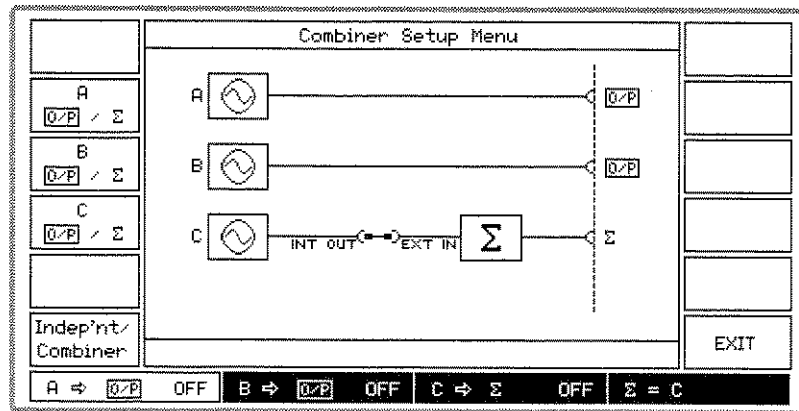 Combiner Setup Menu
A
O/P / Σ
B
O/P / Σ
C
O/P / Σ
Indep'nt/
Combiner
A
O/P
B
O/P
C
INT OUT
EXT IN
Σ
Σ
EXIT
A ⇨ O/P OFF
B ⇨ O/P OFF
C ⇨ Σ OFF
Σ = C